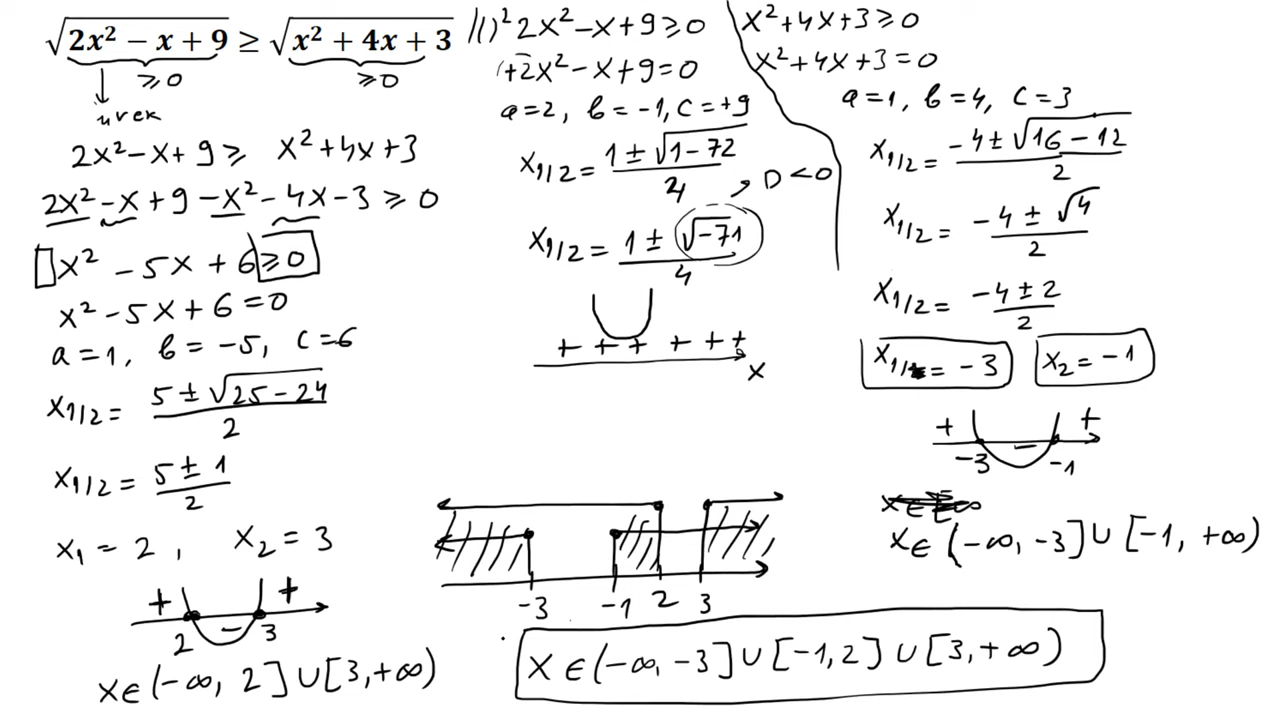 √(2x² − x + 9) ≥ √(x² + 4x + 3) //()²
≥0 ≥0
uvek
2x² − x + 9 ≥ x² + 4x + 3
2x² − x + 9 − x² − 4x − 3 ≥ 0
x² − 5x + 6 ≥ 0
x² − 5x + 6 = 0
a = 1, b = −5, c = 6
x1/2 = (5 ± √(25 − 24))/2
x1/2 = (5 ± 1)/2
x1 = 2, x2 = 3
+ − +
2 3
x ∈ (−∞, 2] ∪ [3, +∞)
2x² − x + 9 ≥ 0
+2x² − x + 9 = 0
a = 2, b = −1, c = +9
x1/2 = (1 ± √(1 − 72))/4
D < 0
x1/2 = (1 ± √−71)/4
+ + + + + +
x
x² + 4x + 3 ≥ 0
x² + 4x + 3 = 0
a = 1, b = 4, c = 3
x1/2 = (−4 ± √(16 − 12))/2
x1/2 = (−4 ± √4)/2
x1/2 = (−4 ± 2)/2
x1 = −3 x2 = −1
+ − +
−3 −1
x ∈ (−∞, −3] ∪ [−1, +∞)
−3 −1 2 3
x ∈ (−∞, −3] ∪ [−1, 2] ∪ [3, +∞)